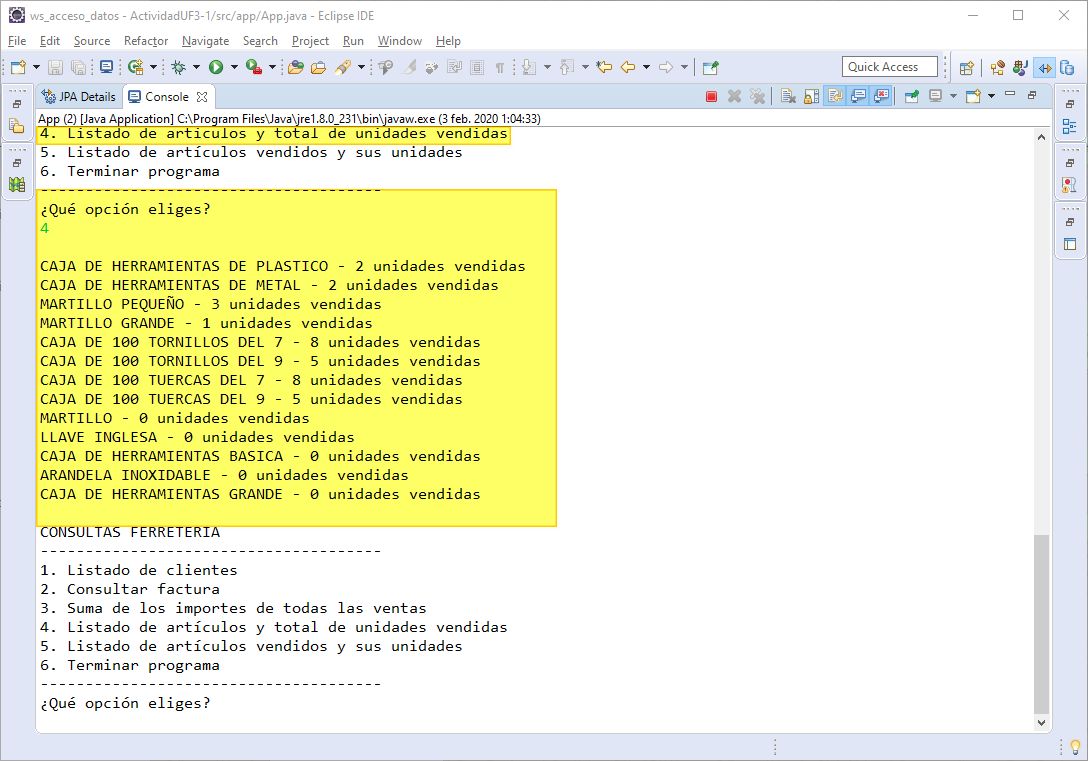 ws_acceso_datos - ActividadUF3-1/src/app/App.java - Eclipse IDE
File Edit Source Refactor Navigate Search Project Run Window Help
Quick Access
JPA Details Console
App (2) [Java Application] C:\Program Files\Java\jre1.8.0_231\bin\javaw.exe (3 feb. 2020 1:04:33)
4. Listado de artículos y total de unidades vendidas
5. Listado de artículos vendidos y sus unidades
6. Terminar programa
--------------------------------------
¿Qué opción eliges?
4
CAJA DE HERRAMIENTAS DE PLASTICO - 2 unidades vendidas
CAJA DE HERRAMIENTAS DE METAL - 2 unidades vendidas
MARTILLO PEQUEÑO - 3 unidades vendidas
MARTILLO GRANDE - 1 unidades vendidas
CAJA DE 100 TORNILLOS DEL 7 - 8 unidades vendidas
CAJA DE 100 TORNILLOS DEL 9 - 5 unidades vendidas
CAJA DE 100 TUERCAS DEL 7 - 8 unidades vendidas
CAJA DE 100 TUERCAS DEL 9 - 5 unidades vendidas
MARTILLO - 0 unidades vendidas
LLAVE INGLESA - 0 unidades vendidas
CAJA DE HERRAMIENTAS BASICA - 0 unidades vendidas
ARANDELA INOXIDABLE - 0 unidades vendidas
CAJA DE HERRAMIENTAS GRANDE - 0 unidades vendidas
CONSULTAS FERRETERIA
--------------------------------------
1. Listado de clientes
2. Consultar factura
3. Suma de los importes de todas las ventas
4. Listado de artículos y total de unidades vendidas
5. Listado de artículos vendidos y sus unidades
6. Terminar programa
--------------------------------------
¿Qué opción eliges?